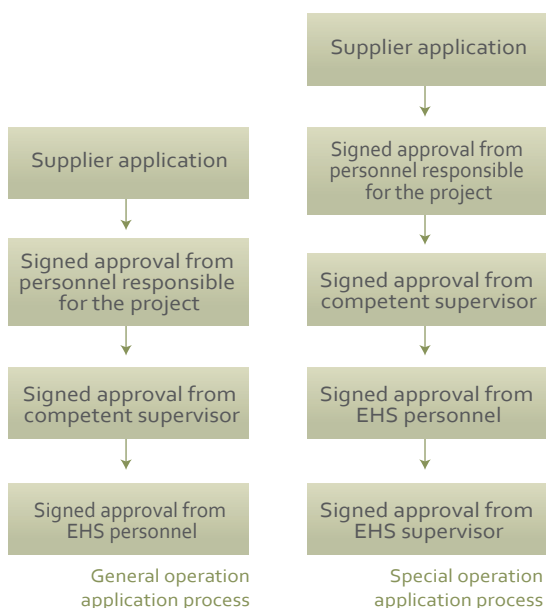 Supplier application
Signed approval from
personnel responsible
for the project
Signed approval from
competent supervisor
Signed approval from
EHS personnel
General operation
application process
Supplier application
Signed approval from
personnel responsible
for the project
Signed approval from
competent supervisor
Signed approval from
EHS personnel
Signed approval from
EHS supervisor
Special operation
application process